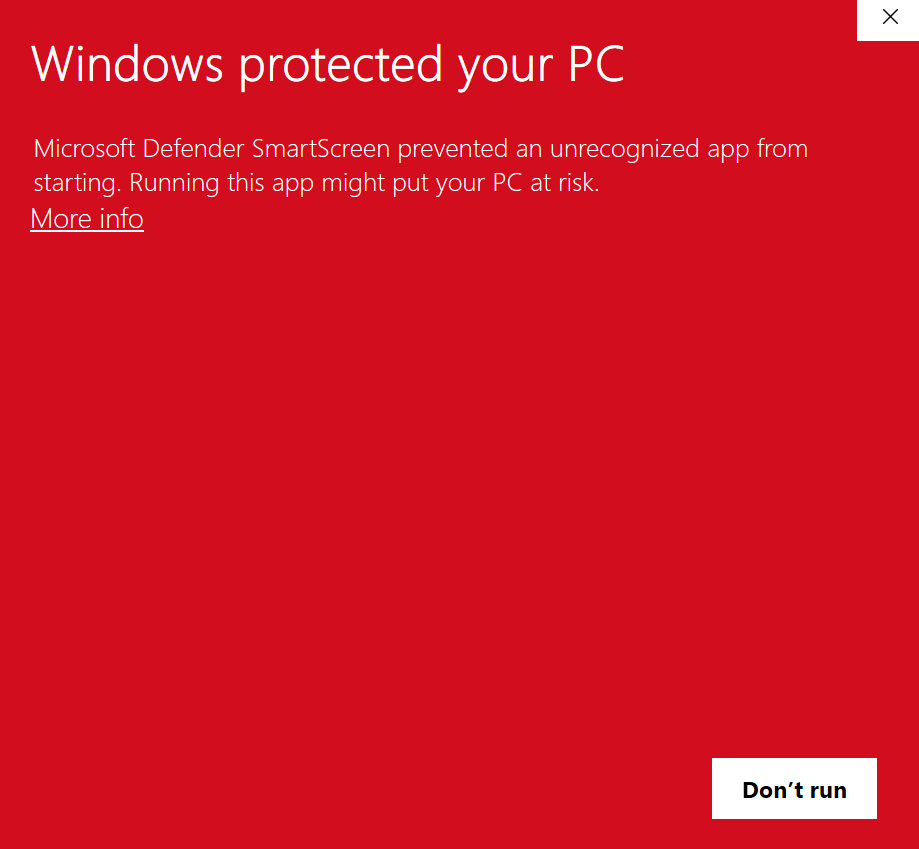 Windows protected your PC
Microsoft Defender SmartScreen prevented an unrecognized app from
starting. Running this app might put your PC at risk.
More info
Don’t run